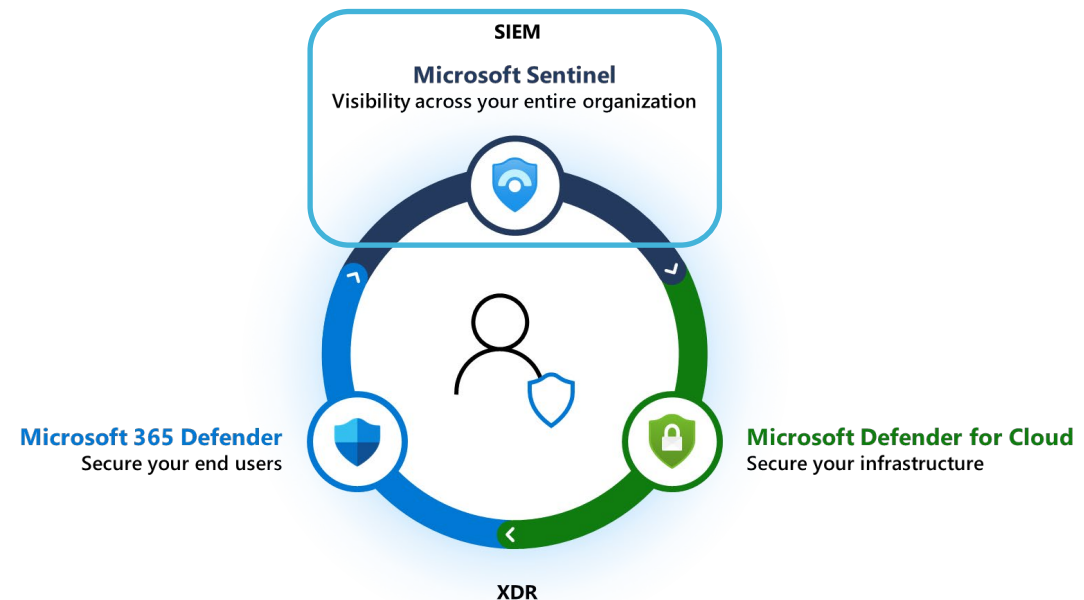 SIEM
Microsoft Sentinel
Visibility across your entire organization
Microsoft 365 Defender
Secure your end users
Microsoft Defender for Cloud
Secure your infrastructure
XDR